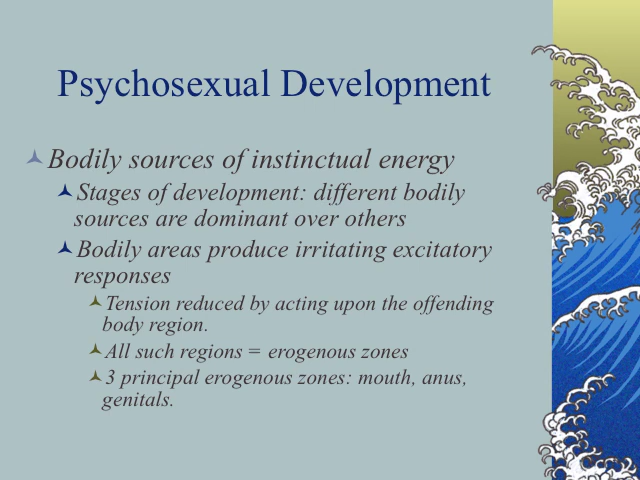 Psychosexual Development
Bodily sources of instinctual energy
Stages of development: different bodily
sources are dominant over others
Bodily areas produce irritating excitatory
responses
Tension reduced by acting upon the offending
body region.
All such regions = erogenous zones
3 principal erogenous zones: mouth, anus,
genitals.